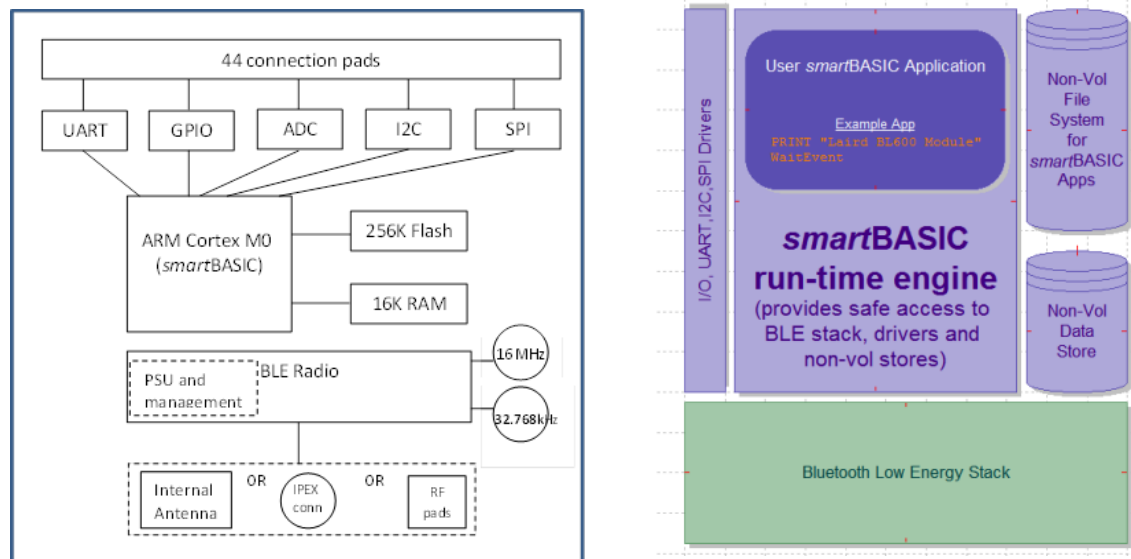 44 connection pads
UART
GPIO
ADC
I2C
SPI
ARM Cortex M0
(smartBASIC)
256K Flash
16K RAM
BLE Radio
PSU and
management
16 MHz
32.768kHz
Internal
Antenna
OR
IPEX
conn
OR
RF
pads
I/O, UART,I2C,SPI Drivers
User smartBASIC Application
Example App
PRINT "Laird BL600 Module"
WaitEvent
smartBASIC
run-time engine
(provides safe access to
BLE stack, drivers and
non-vol stores)
Non-Vol
File
System
for
smartBASIC
Apps
Non-Vol
Data
Store
Bluetooth Low Energy Stack